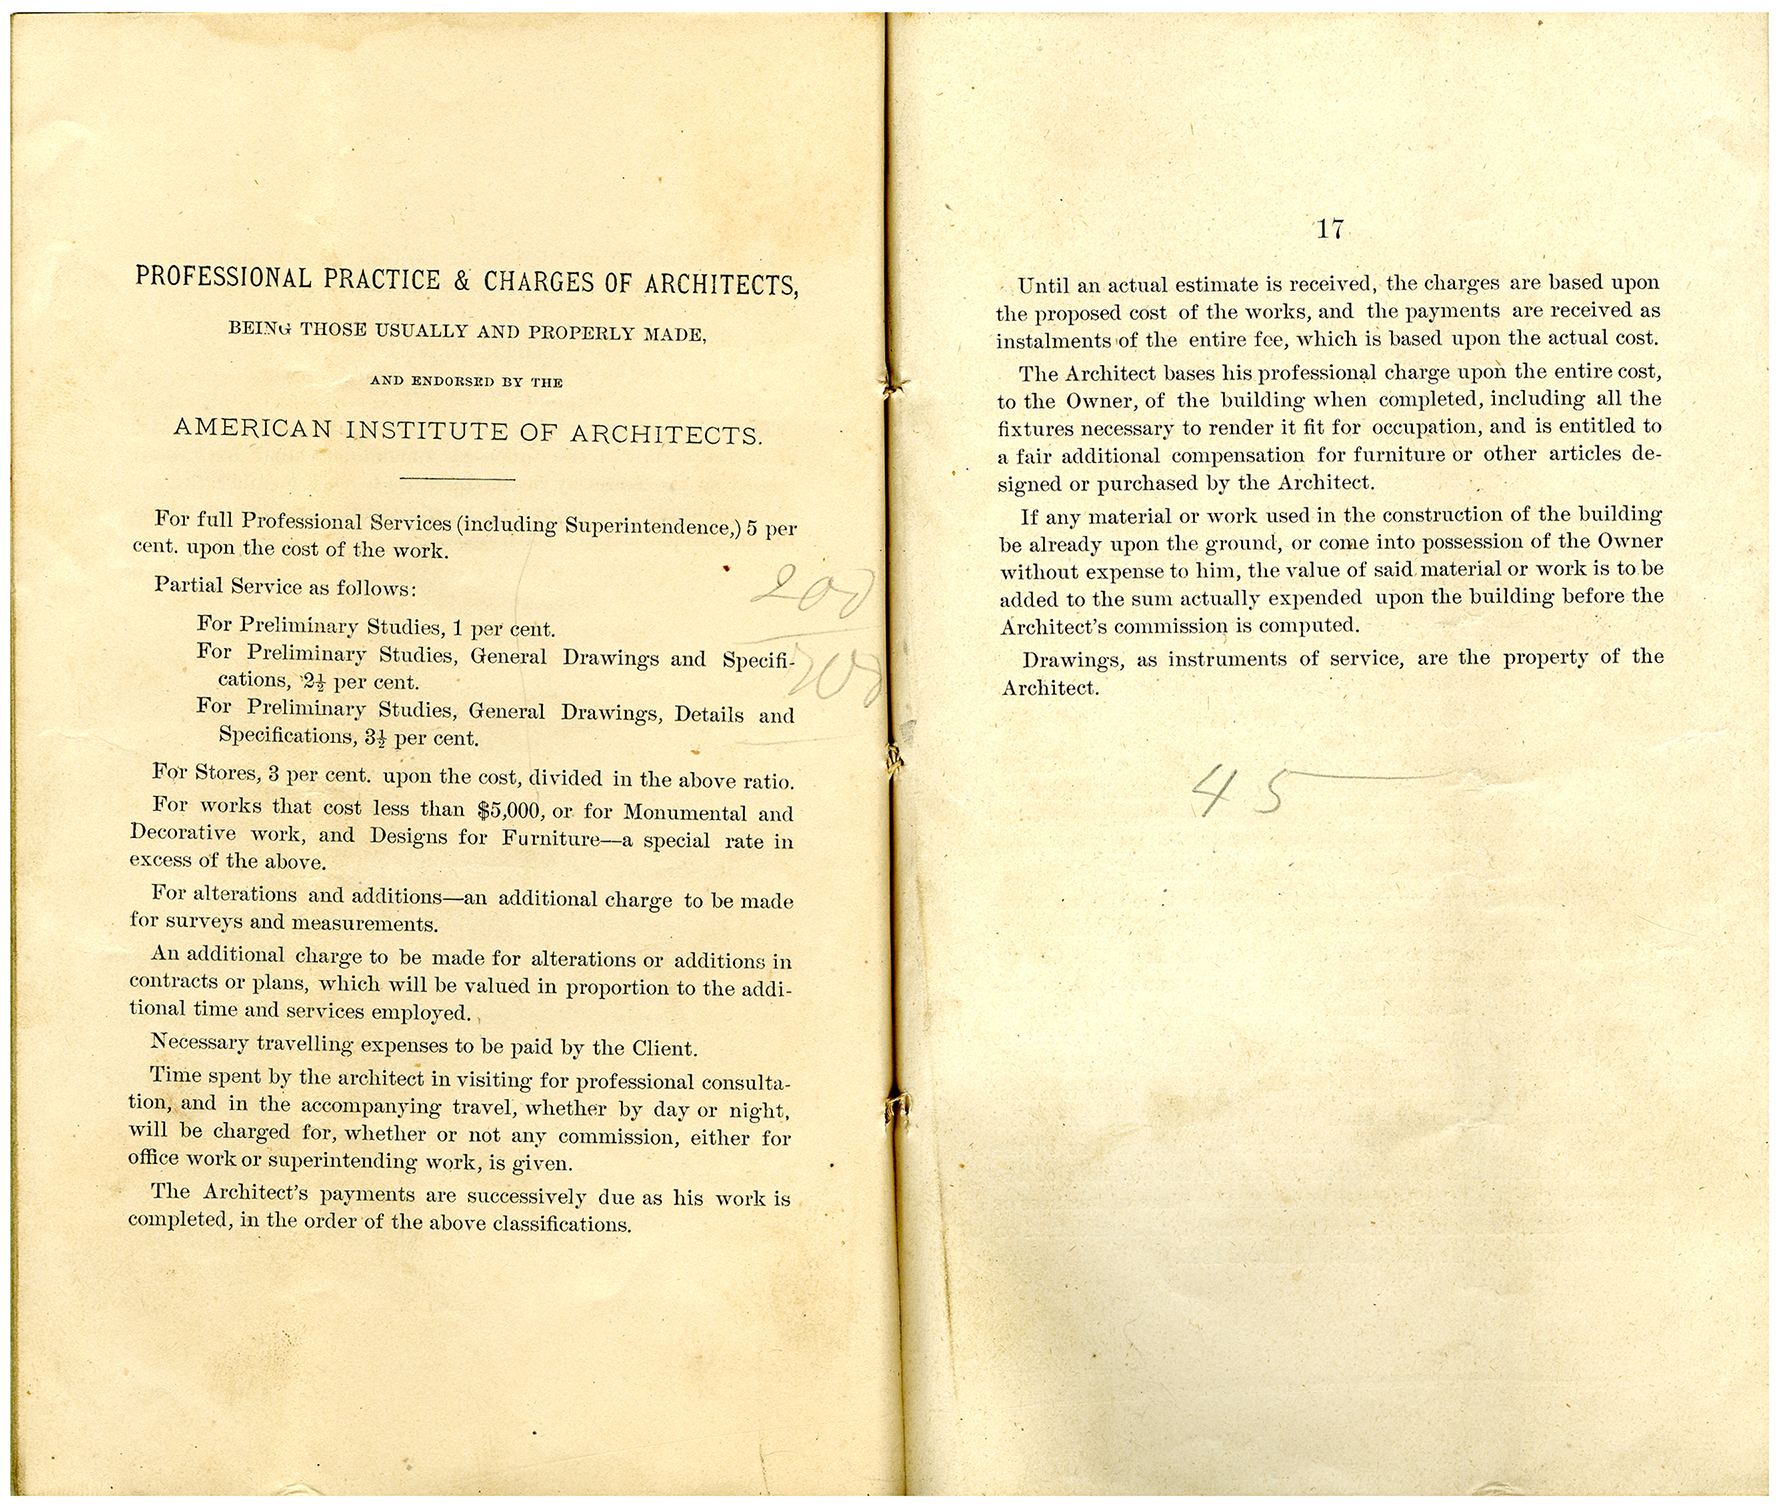 PROFESSIONAL PRACTICE & CHARGES OF ARCHITECTS,
BEING THOSE USUALLY AND PROPERLY MADE,
AND ENDORSED BY THE
AMERICAN INSTITUTE OF ARCHITECTS.
For full Professional Services (including Superintendence,) 5 per
cent. upon the cost of the work.
Partial Service as follows:
For Preliminary Studies, 1 per cent.
For Preliminary Studies, General Drawings and Specifi-
cations, 2½ per cent.
For Preliminary Studies, General Drawings, Details and
Specifications, 3½ per cent.
For Stores, 3 per cent. upon the cost, divided in the above ratio.
For works that cost less than $5,000, or for Monumental and
Decorative work, and Designs for Furniture—a special rate in
excess of the above.
For alterations and additions—an additional charge to be made
for surveys and measurements.
An additional charge to be made for alterations or additions in
contracts or plans, which will be valued in proportion to the addi-
tional time and services employed.
Necessary travelling expenses to be paid by the Client.
Time spent by the architect in visiting for professional consulta-
tion, and in the accompanying travel, whether by day or night,
will be charged for, whether or not any commission, either for
office work or superintending work, is given.
The Architect's payments are successively due as his work is
completed, in the order of the above classifications.
200
17
Until an actual estimate is received, the charges are based upon
the proposed cost of the works, and the payments are received as
instalments of the entire fee, which is based upon the actual cost.
The Architect bases his professional charge upon the entire cost,
to the Owner, of the building when completed, including all the
fixtures necessary to render it fit for occupation, and is entitled to
a fair additional compensation for furniture or other articles de-
signed or purchased by the Architect.
If any material or work used in the construction of the building
be already upon the ground, or come into possession of the Owner
without expense to him, the value of said material or work is to be
added to the sum actually expended upon the building before the
Architect's commission is computed.
Drawings, as instruments of service, are the property of the
Architect.
45